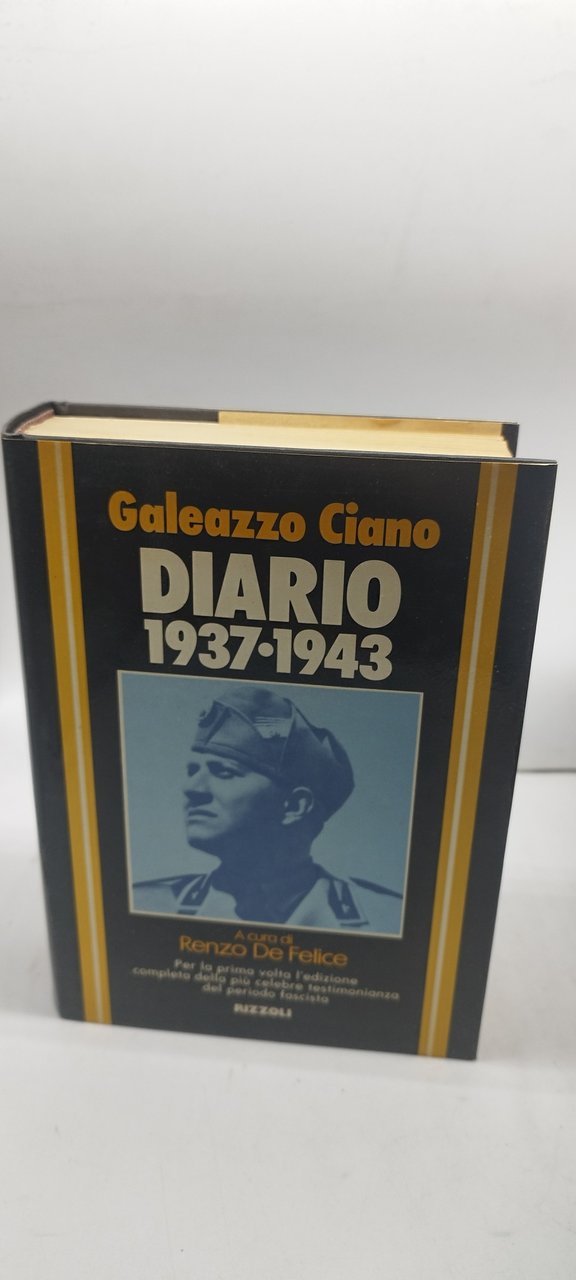 Galeazzo Ciano
DIARIO
1937•1943
A cura di
Renzo De Felice
Per la prima volta l'edizione
completa della più celebre testimonianza
del periodo fascista
RIZZOLI